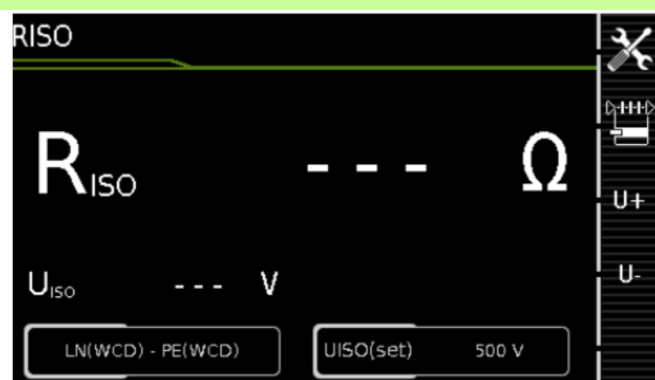 RISO
RISO --- Ω
U+
UISO --- V
U-
LN(WCD) - PE(WCD)
UISO(set) 500 V